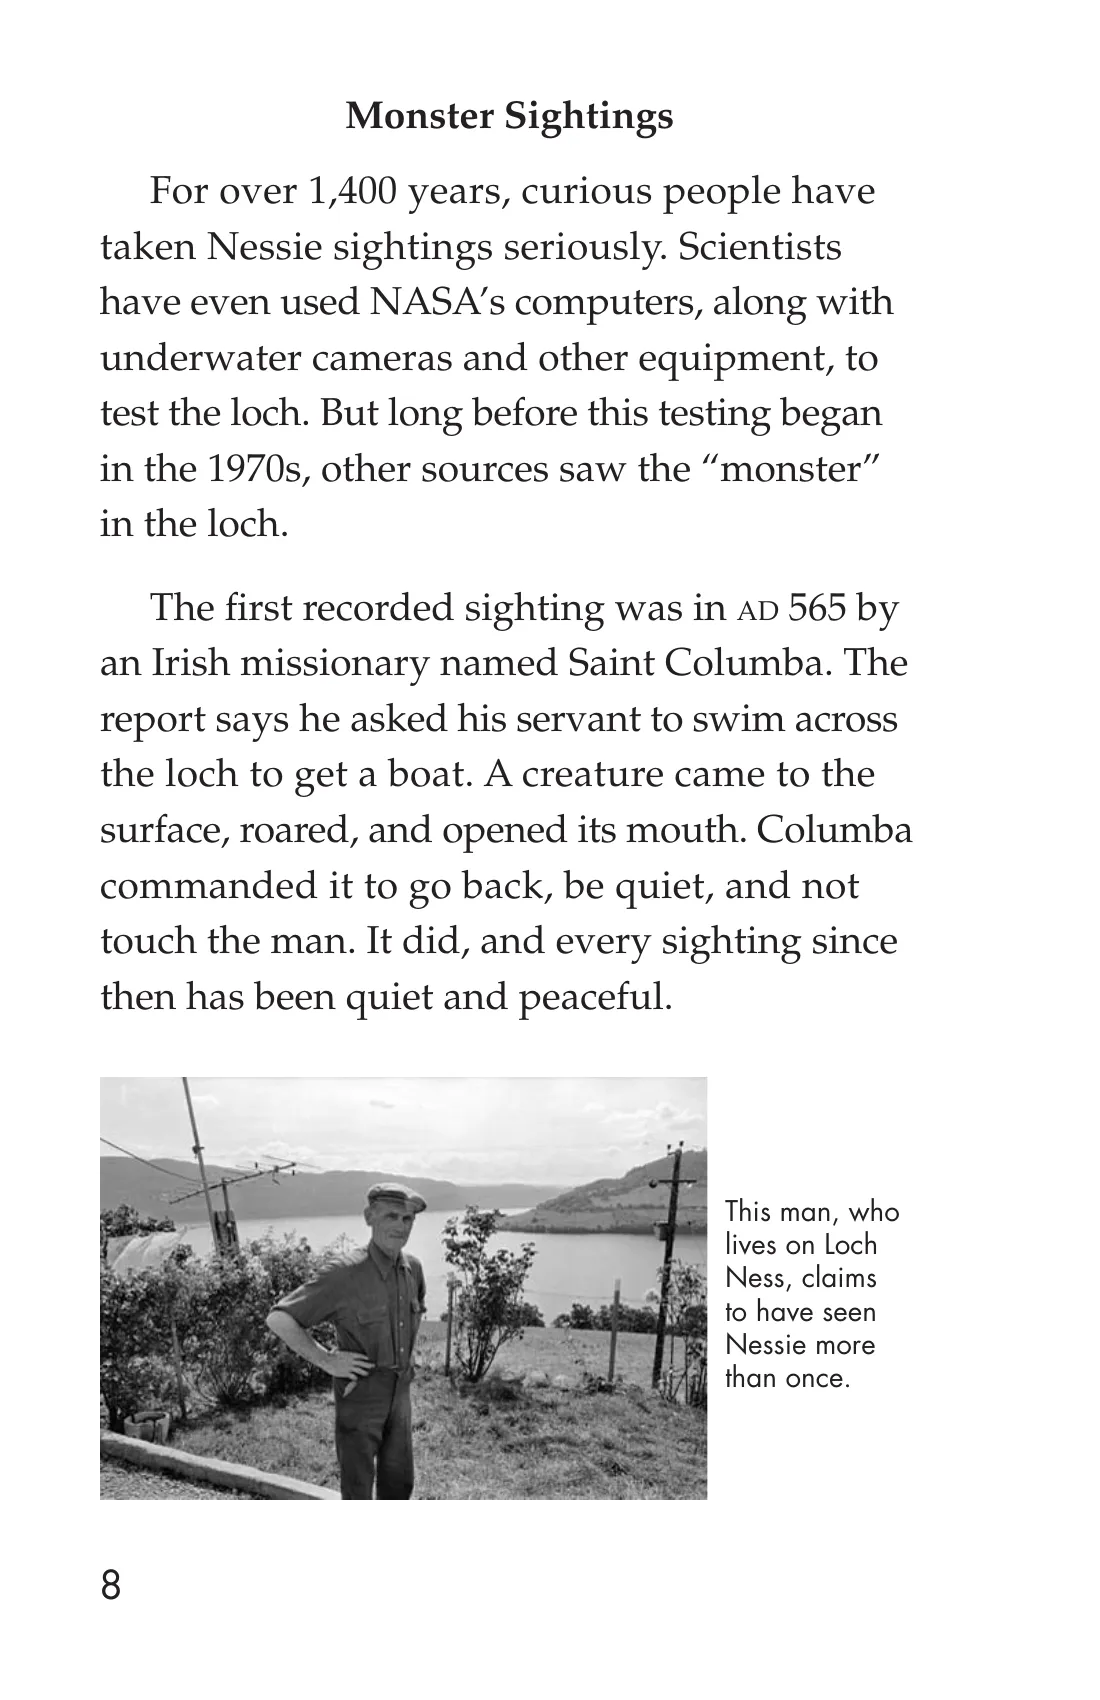 Monster Sightings
For over 1,400 years, curious people have
taken Nessie sightings seriously. Scientists
have even used NASA’s computers, along with
underwater cameras and other equipment, to
test the loch. But long before this testing began
in the 1970s, other sources saw the “monster”
in the loch.
The first recorded sighting was in AD 565 by
an Irish missionary named Saint Columba. The
report says he asked his servant to swim across
the loch to get a boat. A creature came to the
surface, roared, and opened its mouth. Columba
commanded it to go back, be quiet, and not
touch the man. It did, and every sighting since
then has been quiet and peaceful.
This man, who
lives on Loch
Ness, claims
to have seen
Nessie more
than once.
8